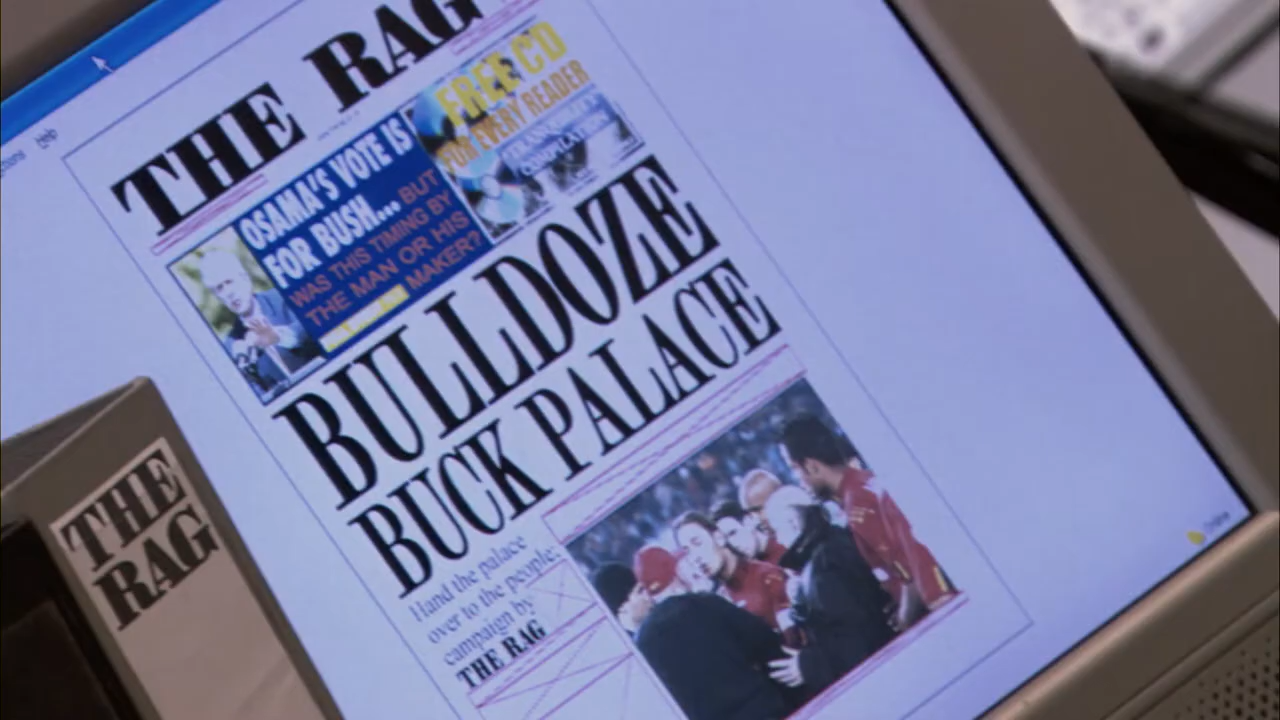 Help
THE RAG
OSAMA'S VOTE IS
FOR BUSH... BUT
WAS THIS TIMING BY
THE MAN OR HIS
MAKER?
FREE CD
FOR EVERY READER
BULLDOZE
BUCK PALACE
Hand the palace
over to the people:
campaign by
THE RAG
THE
RAG